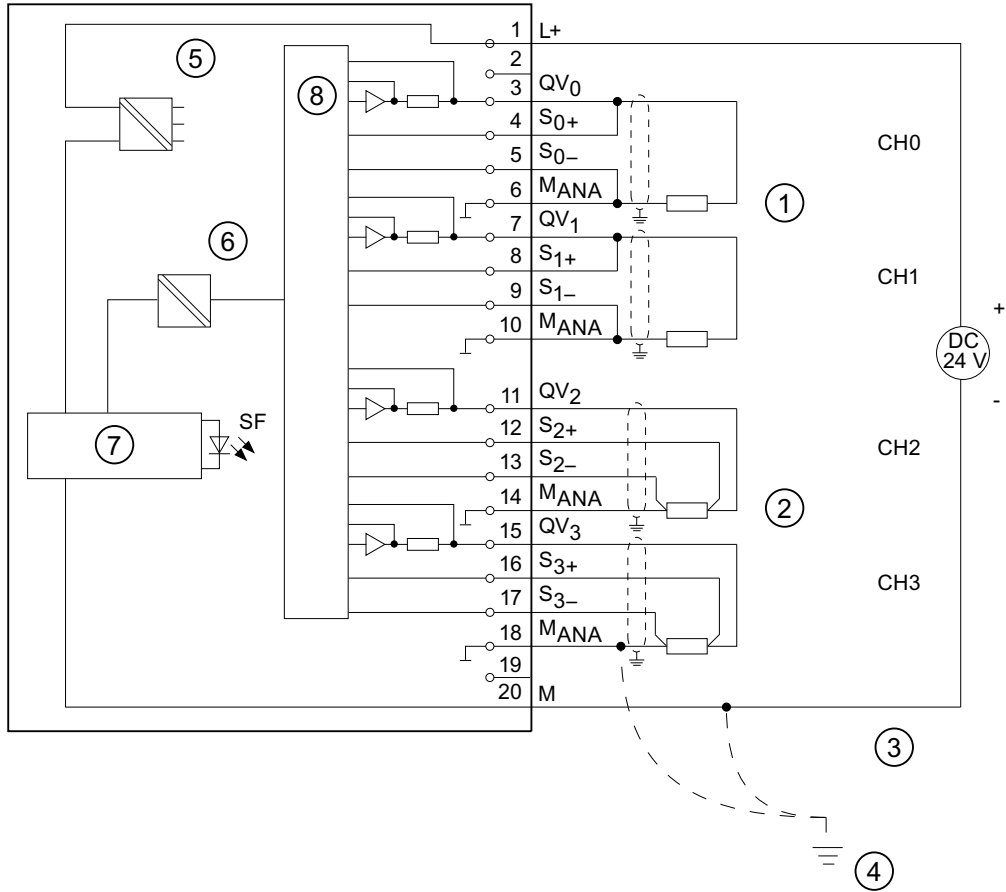 1 L+
⑤
2
⑧
3 QV0
4 S0+
CH0
5 S0–
6 MANA
①
7 QV1
⑥
8 S1+
CH1
9 S1–
+
10 MANA
DC
24 V
-
11 QV2
SF
12 S2+
⑦
CH2
13 S2–
14 MANA
②
15 QV3
16 S3+
CH3
17 S3–
18 MANA
19
20 M
③
④